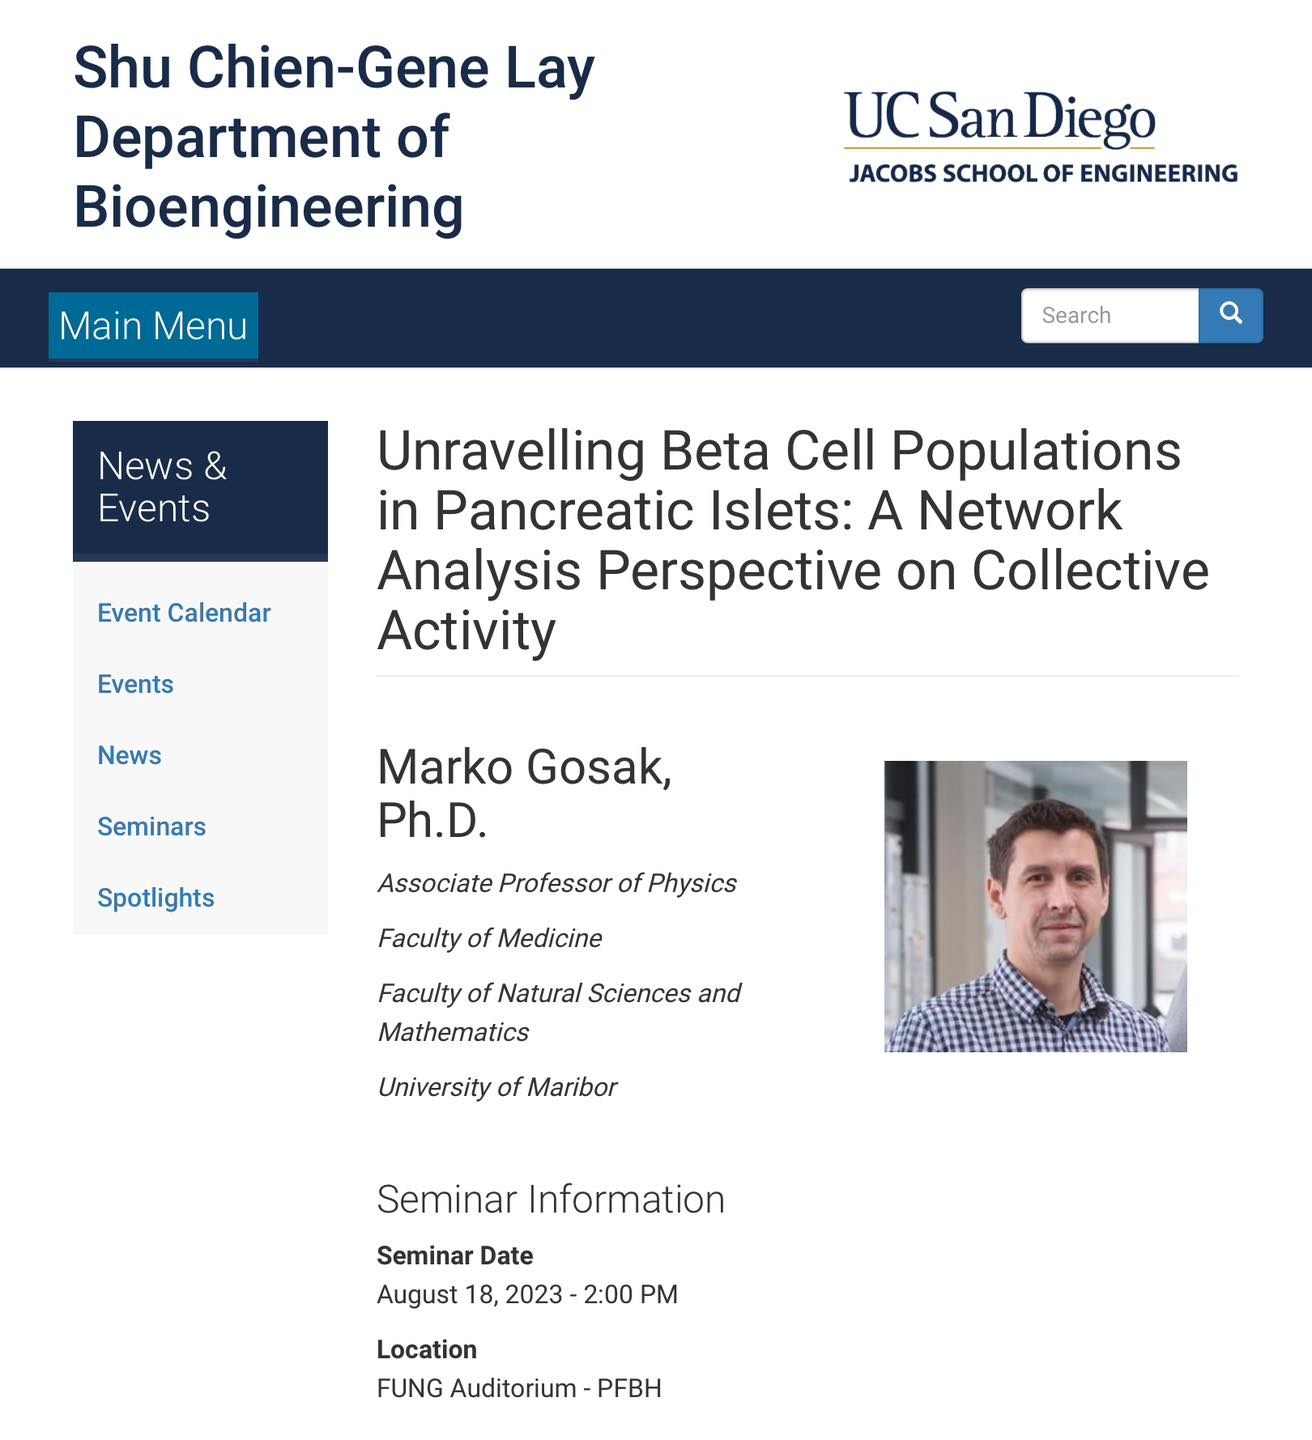 Shu Chien-Gene Lay
Department of
Bioengineering
UC San Diego
JACOBS SCHOOL OF ENGINEERING
Main Menu
Search
News &
Events
Event Calendar
Events
News
Seminars
Spotlights
Unravelling Beta Cell Populations
in Pancreatic Islets: A Network
Analysis Perspective on Collective
Activity
Marko Gosak,
Ph.D.
Associate Professor of Physics
Faculty of Medicine
Faculty of Natural Sciences and
Mathematics
University of Maribor
Seminar Information
Seminar Date
August 18, 2023 - 2:00 PM
Location
FUNG Auditorium - PFBH